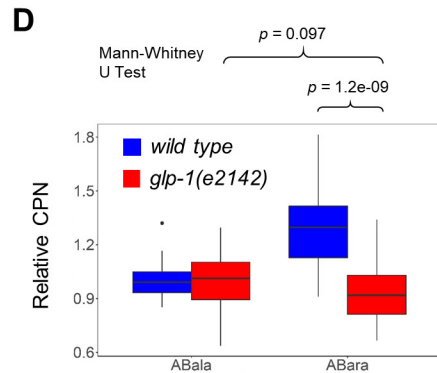 D
Mann-Whitney
U Test
p = 0.097
p = 1.2e-09
wild type
glp-1(e2142)
Relative CPN
1.8
1.5
1.2
0.9
0.6
ABala
ABara